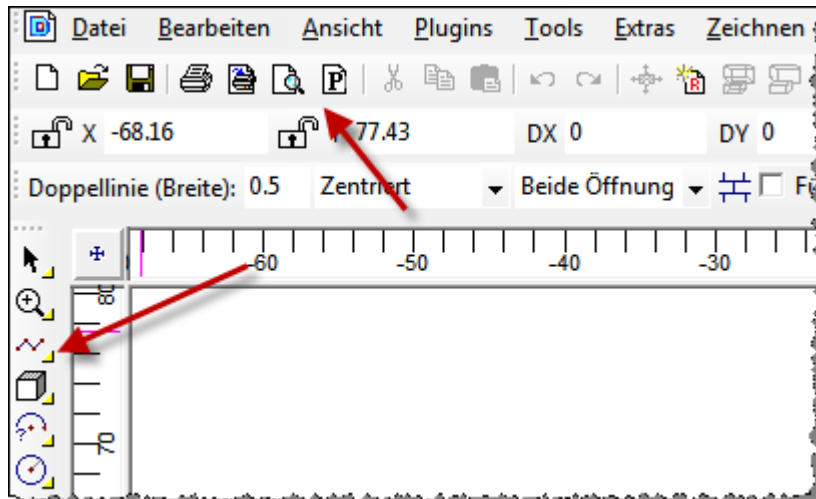 Datei Bearbeiten Ansicht Plugins Tools Extras Zeichnen
P R
X -68.16 77.43 DX 0 DY 0
Doppellinie (Breite): 0.5 Zentriert Beide Öffnung
-60 -50 -40 -30
80
70